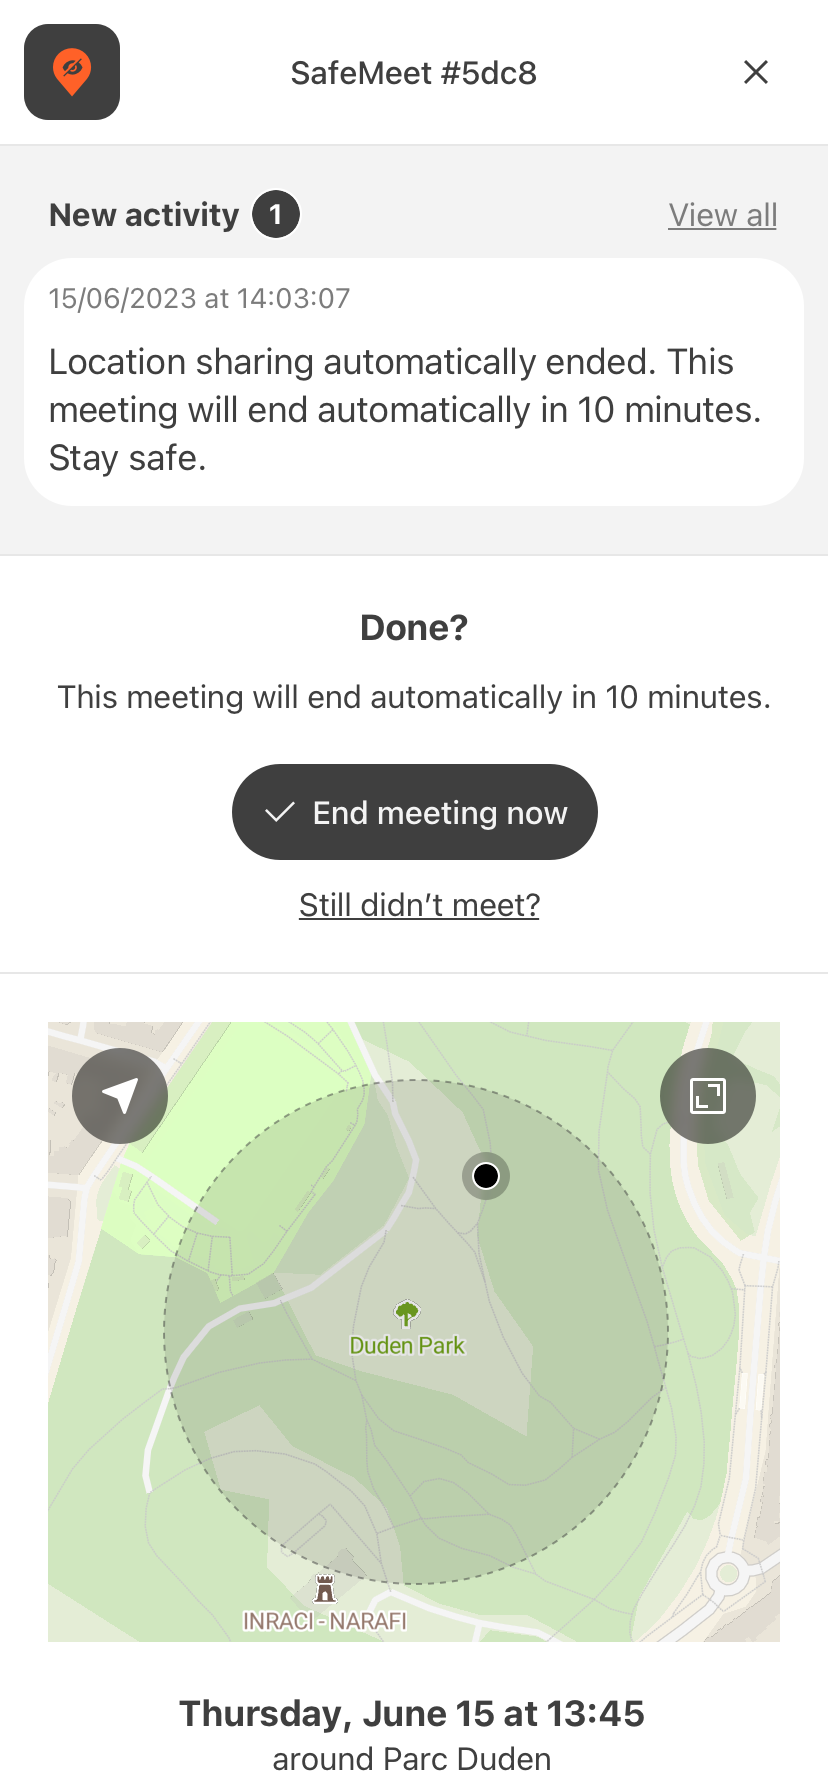 SafeMeet #5dc8
New activity 1
View all
15/06/2023 at 14:03:07
Location sharing automatically ended. This
meeting will end automatically in 10 minutes.
Stay safe.
Done?
This meeting will end automatically in 10 minutes.
End meeting now
Still didn’t meet?
Duden Park
INRACI - NARAFI
Thursday, June 15 at 13:45
around Parc Duden